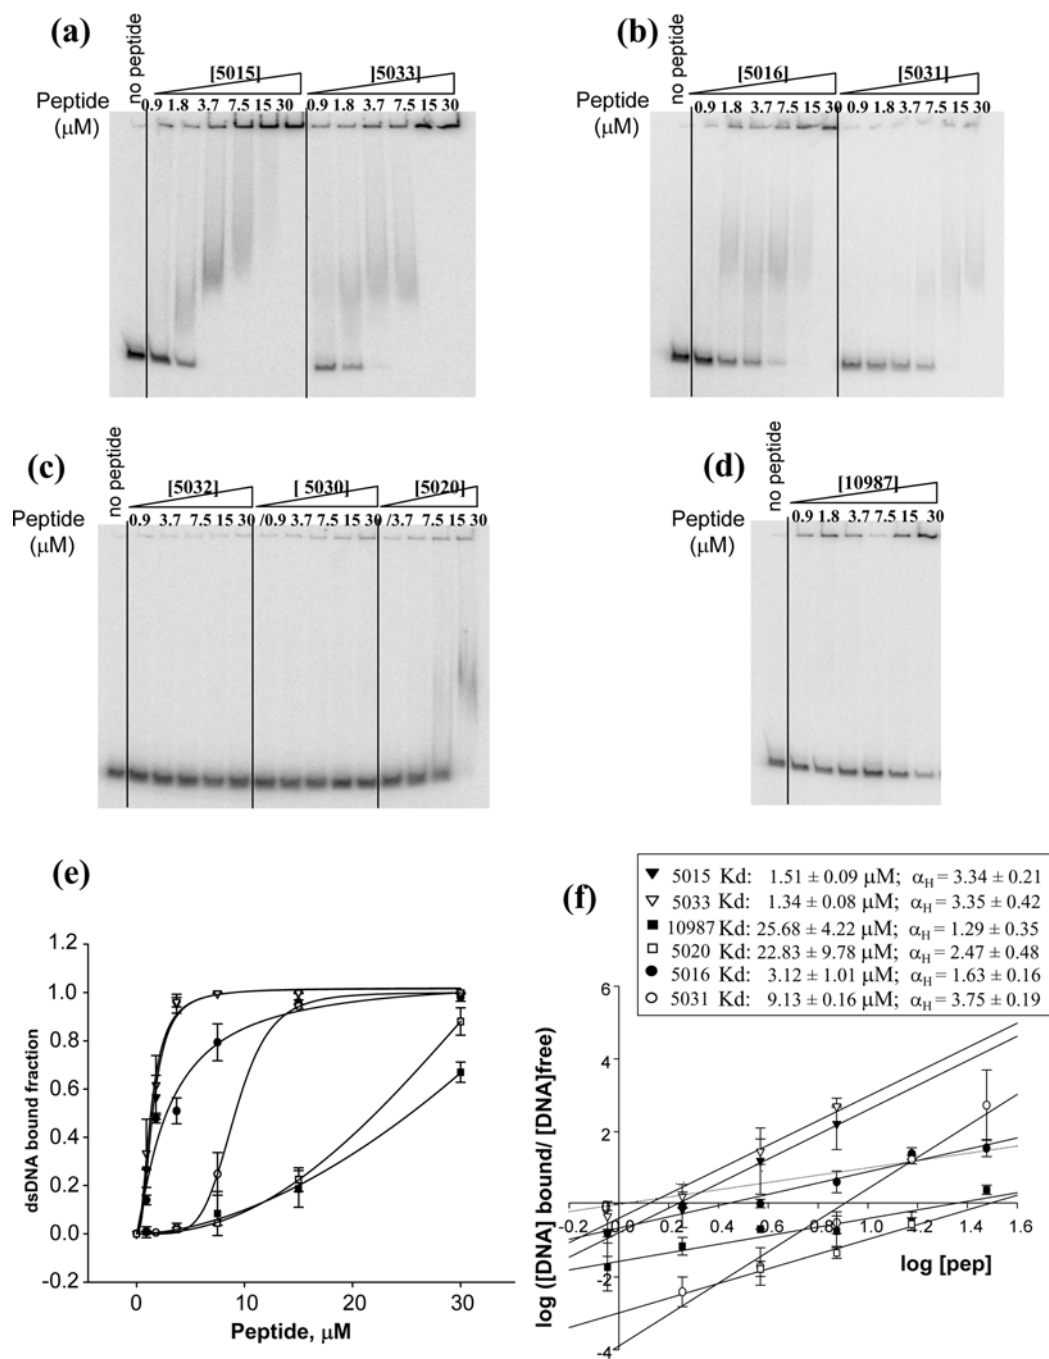 (a)
no peptide
[5015]
[5033]
Peptide
(µM)
0.9 1.8 3.7 7.5 15 30
0.9 1.8 3.7 7.5 15 30
(b)
no peptide
[5016]
[5031]
Peptide
(µM)
0.9 1.8 3.7 7.5 15 30
0.9 1.8 3.7 7.5 15 30
(c)
no peptide
[5032]
[ 5030]
[5020]
Peptide
(µM)
0.9 3.7 7.5 15 30
/0.9 3.7 7.5 15 30
/3.7 7.5 15 30
(d)
no peptide
[10987]
Peptide
(µM)
0.9 1.8 3.7 7.5 15 30
(e)
dsDNA bound fraction
1.2
1.0
0.8
0.6
0.4
0.2
0.0
-0.2
0 10 20 30
Peptide, µM
(f)
5015 Kd: 1.51 ± 0.09 µM; αH = 3.34 ± 0.21
5033 Kd: 1.34 ± 0.08 µM; αH = 3.35 ± 0.42
10987 Kd: 25.68 ± 4.22 µM; αH = 1.29 ± 0.35
5020 Kd: 22.83 ± 9.78 µM; αH = 2.47 ± 0.48
5016 Kd: 3.12 ± 1.01 µM; αH = 1.63 ± 0.16
5031 Kd: 9.13 ± 0.16 µM; αH = 3.75 ± 0.19
log ([DNA] bound/ [DNA]free)
6
4
2
-0.2 0.0 0.2 0.4 0.6 0.8 1.0 1.2 1.4 1.6
-2
-4
log [pep]